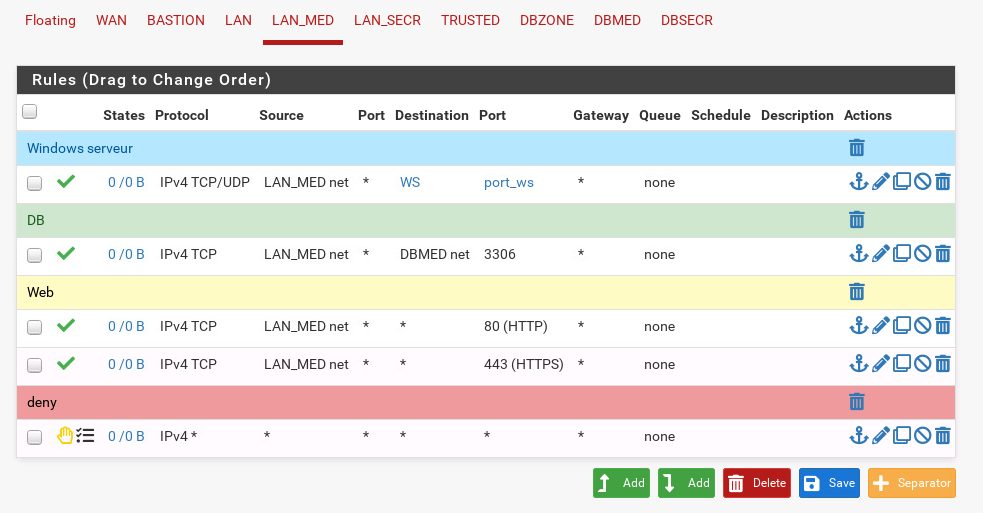 Floating WAN BASTION LAN LAN_MED LAN_SECR TRUSTED DBZONE DBMED DBSECR
Rules (Drag to Change Order)
States Protocol Source Port Destination Port Gateway Queue Schedule Description Actions
Windows serveur
0 /0 B IPv4 TCP/UDP LAN_MED net * WS port_ws * none
DB
0 /0 B IPv4 TCP LAN_MED net * DBMED net 3306 * none
Web
0 /0 B IPv4 TCP LAN_MED net * * 80 (HTTP) * none
0 /0 B IPv4 TCP LAN_MED net * * 443 (HTTPS) * none
deny
0 /0 B IPv4 * * * * * * none
Add Add Delete Save Separator